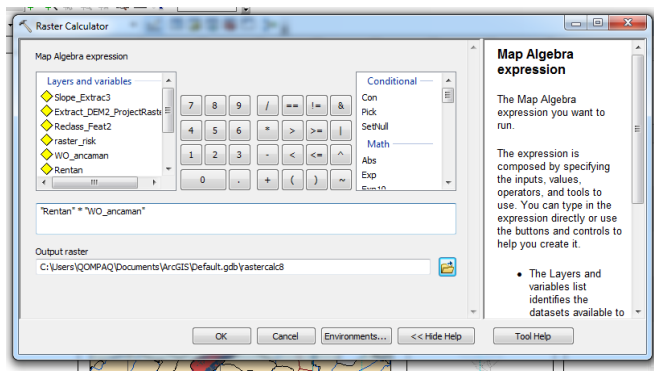 Raster Calculator
Map Algebra expression
Layers and variables
Slope_Extrac3
Extract_DEM2_ProjectRaste
Reclass_Feat2
raster_risk
WO_ancaman
Rentan
7 8 9 / == != &
4 5 6 * > >= |
1 2 3 - < <= ^
0 . + ( ) ~
Conditional
Con
Pick
SetNull
Math
Abs
Exp
Exp10
"Rentan" * "WO_ancaman"
Output raster
C:\Users\QOMPAQ\Documents\ArcGIS\Default.gdb\rastercalc8
OK Cancel Environments... << Hide Help Tool Help
Map Algebra
expression
The Map Algebra
expression you want to
run.
The expression is
composed by specifying
the inputs, values,
operators, and tools to
use. You can type in the
expression directly or use
the buttons and controls to
help you create it.
• The Layers and
variables list
identifies the
datasets available to